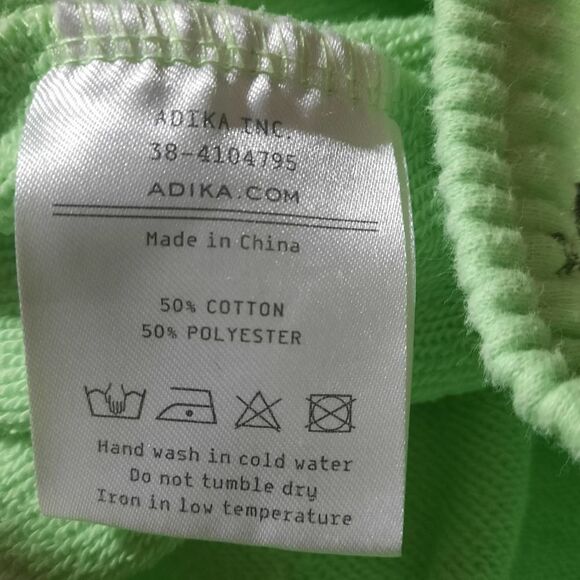 ADIKA INC.
38-4104795
ADIKA.COM
Made in China
50% COTTON
50% POLYESTER
Hand wash in cold water
Do not tumble dry
Iron in low temperature